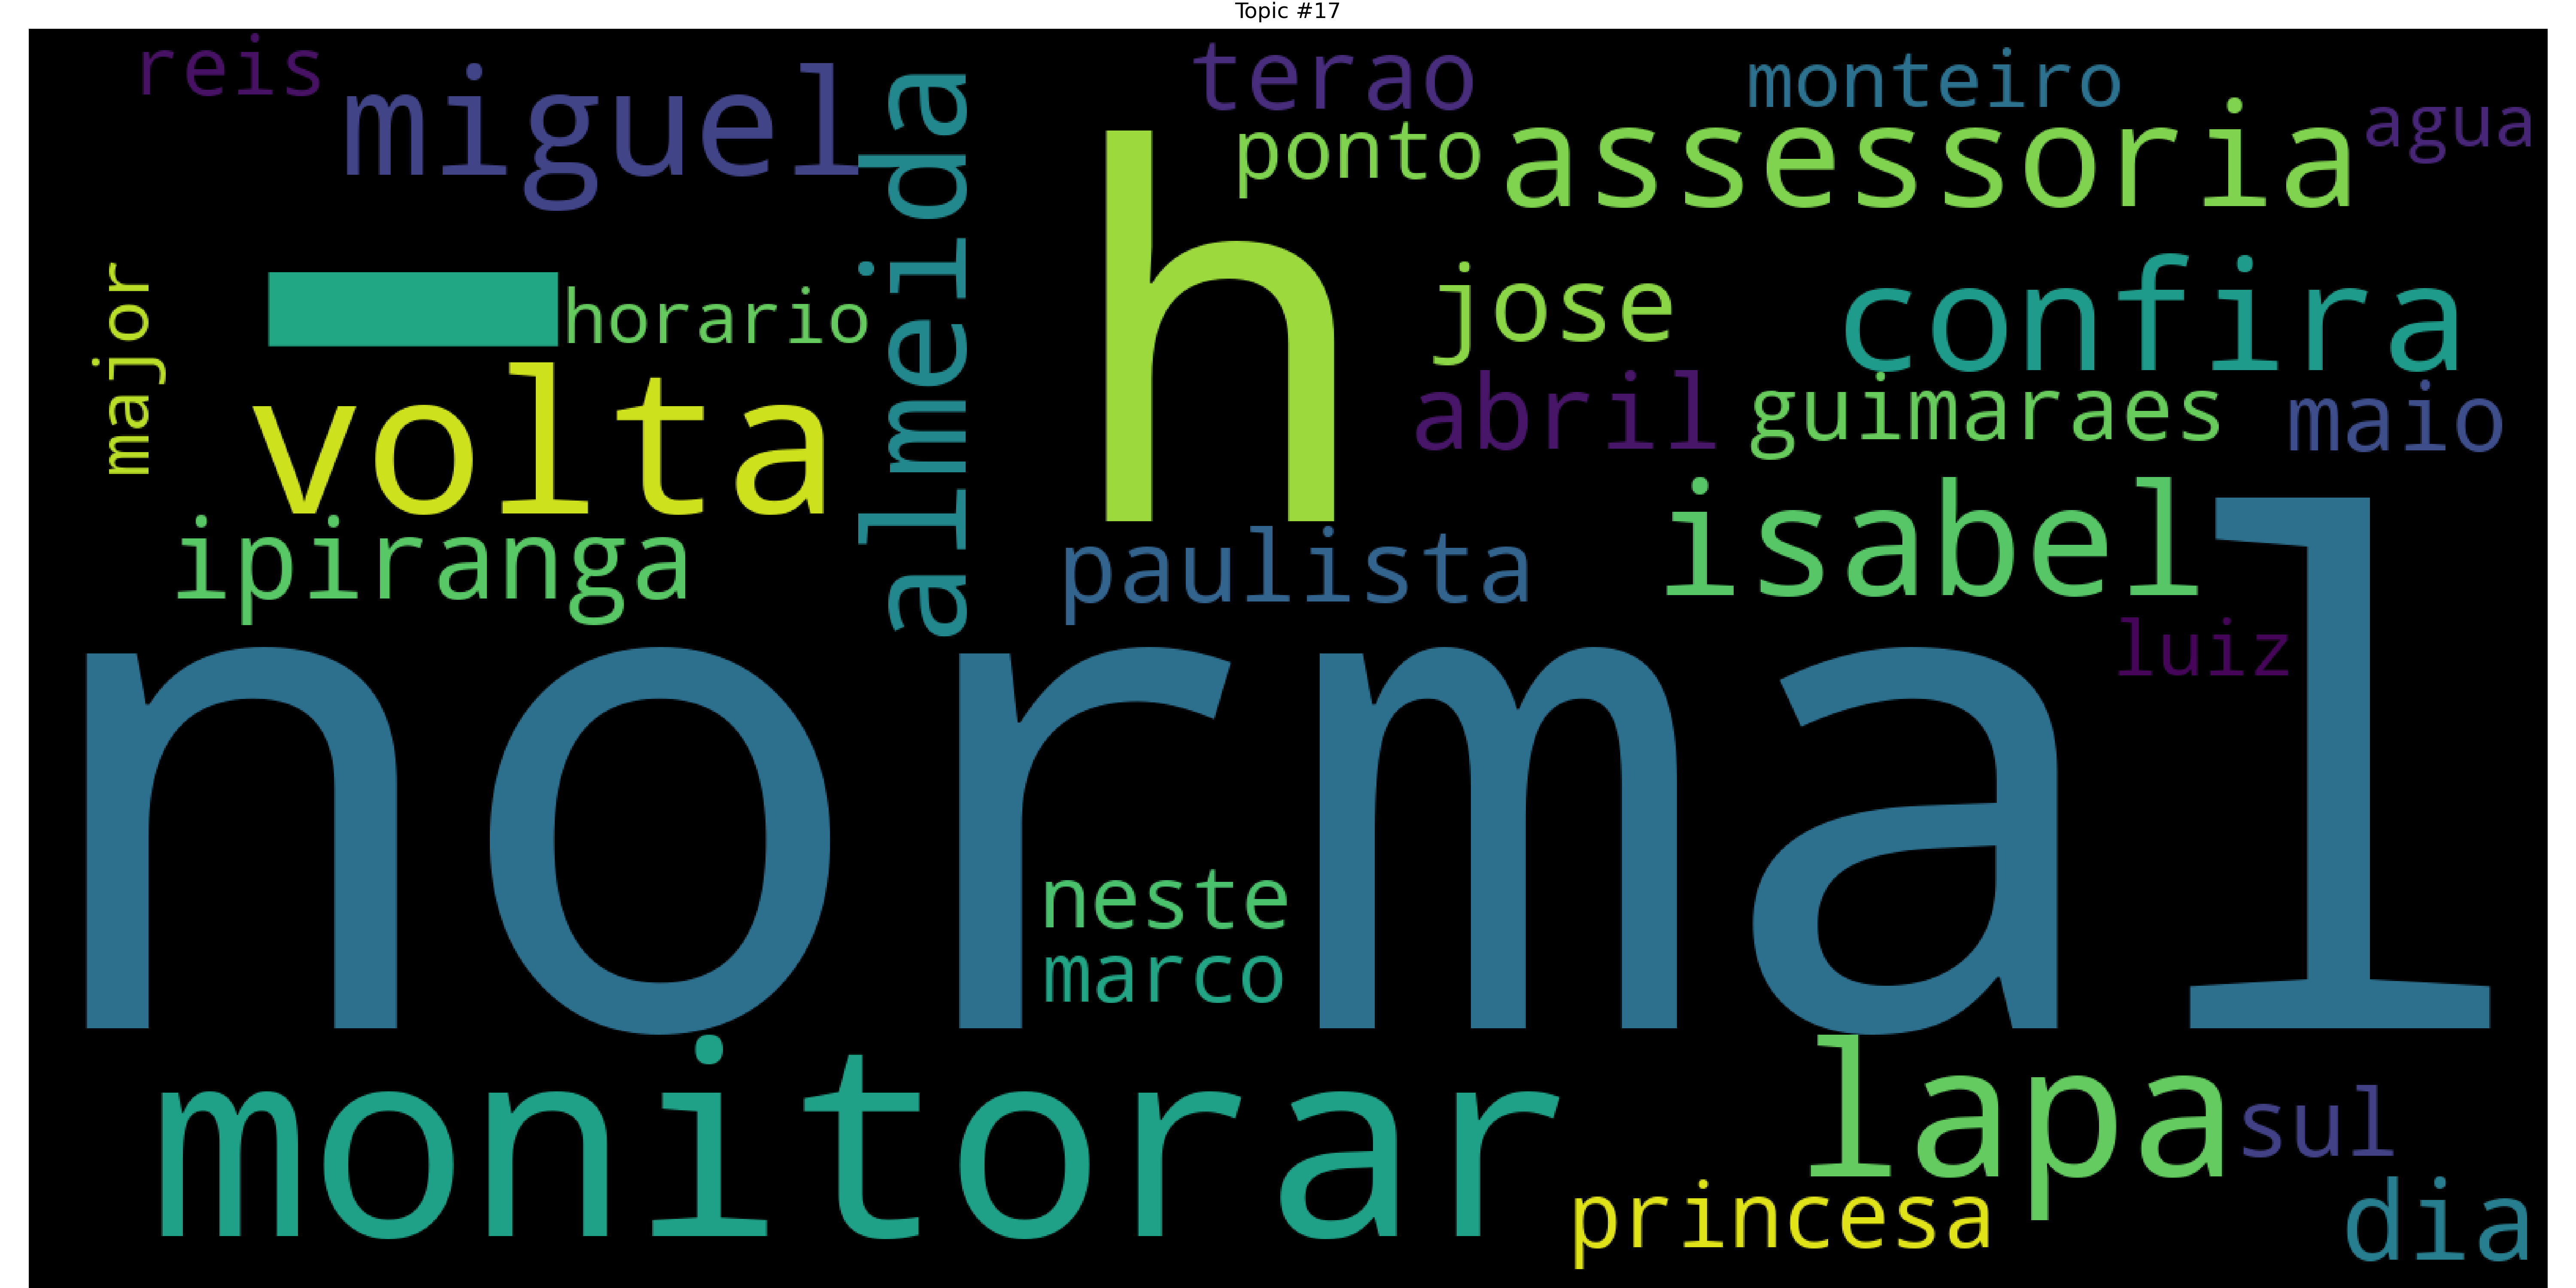 Topic #17
reis
miguel
almeida
terao
monteiro
agua
ponto
assessoria
h
major
horario
jose
confira
volta
abril
guimaraes
maio
ipiranga
paulista
isabel
luiz
normal
neste
marco
monitorar
lapa
sul
princesa
dia